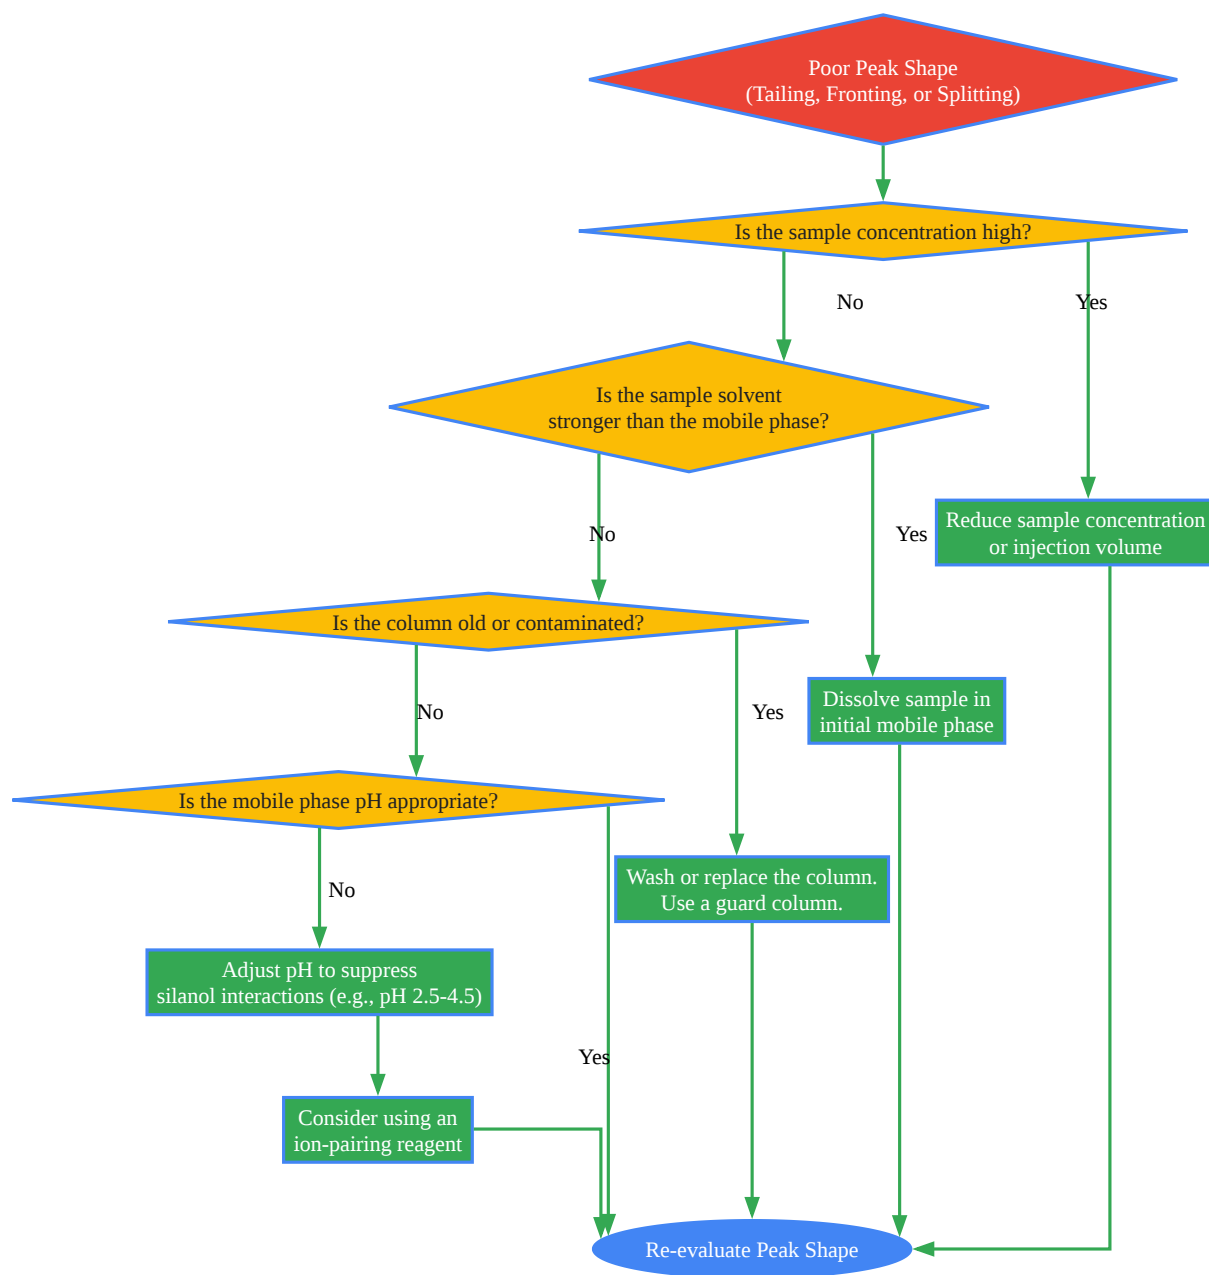 Poor Peak Shape
(Tailing, Fronting, or Splitting)
Is the sample concentration high?
No
Yes
Is the sample solvent
stronger than the mobile phase?
No
Yes
Reduce sample concentration
or injection volume
Is the column old or contaminated?
No
Yes
Dissolve sample in
initial mobile phase
Is the mobile phase pH appropriate?
No
Yes
Wash or replace the column.
Use a guard column.
Adjust pH to suppress
silanol interactions (e.g., pH 2.5-4.5)
Consider using an
ion-pairing reagent
Re-evaluate Peak Shape